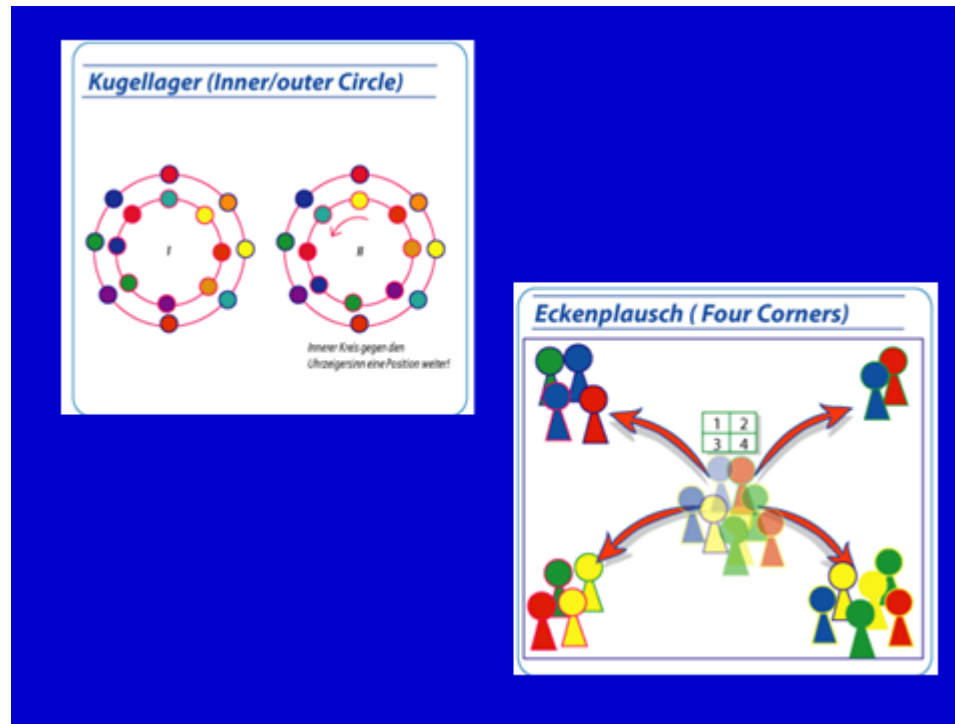 Kugellager (Inner/outer Circle)
I
II
Innerer Kreis gegen den
Uhrzeigersinn eine Position weiter!
Eckenplausch ( Four Corners)
1 2
3 4